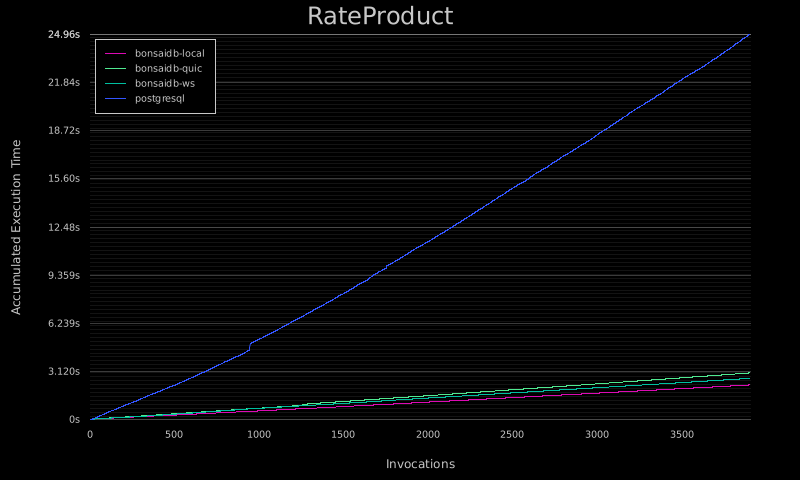 RateProduct
24.96s
21.84s
18.72s
15.60s
12.48s
9.359s
6.239s
3.120s
0s
Accumulated Execution Time
bonsaidb-local
bonsaidb-quic
bonsaidb-ws
postgresql
0 500 1000 1500 2000 2500 3000 3500
Invocations